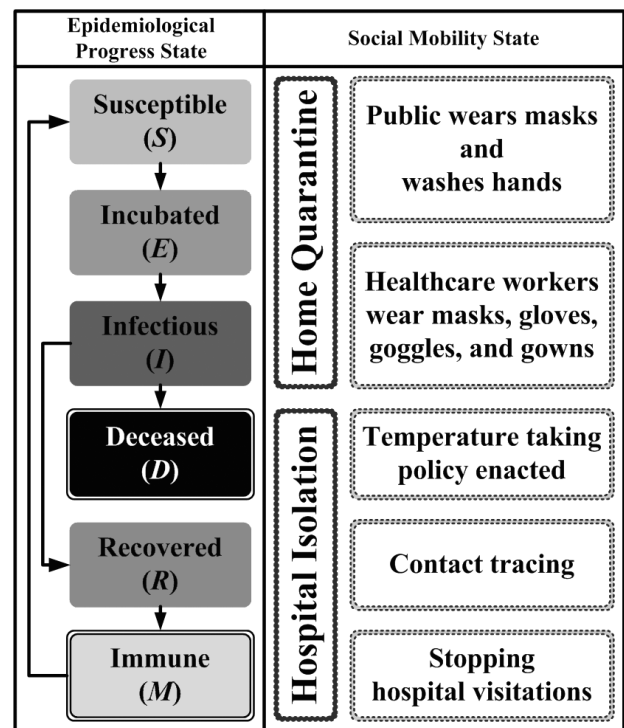 Epidemiological
Progress State
Social Mobility State
Susceptible
(S)
Incubated
(E)
Infectious
(I)
Deceased
(D)
Recovered
(R)
Immune
(M)
Home Quarantine
Hospital Isolation
Public wears masks
and
washes hands
Healthcare workers
wear masks, gloves,
goggles, and gowns
Temperature taking
policy enacted
Contact tracing
Stopping
hospital visitations